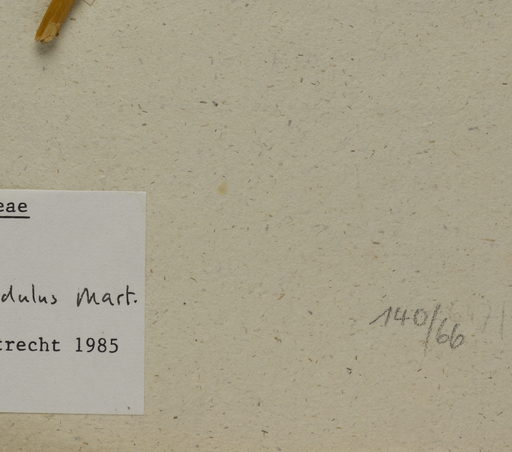 eae
dulus Mart.
trecht 1985
140/66